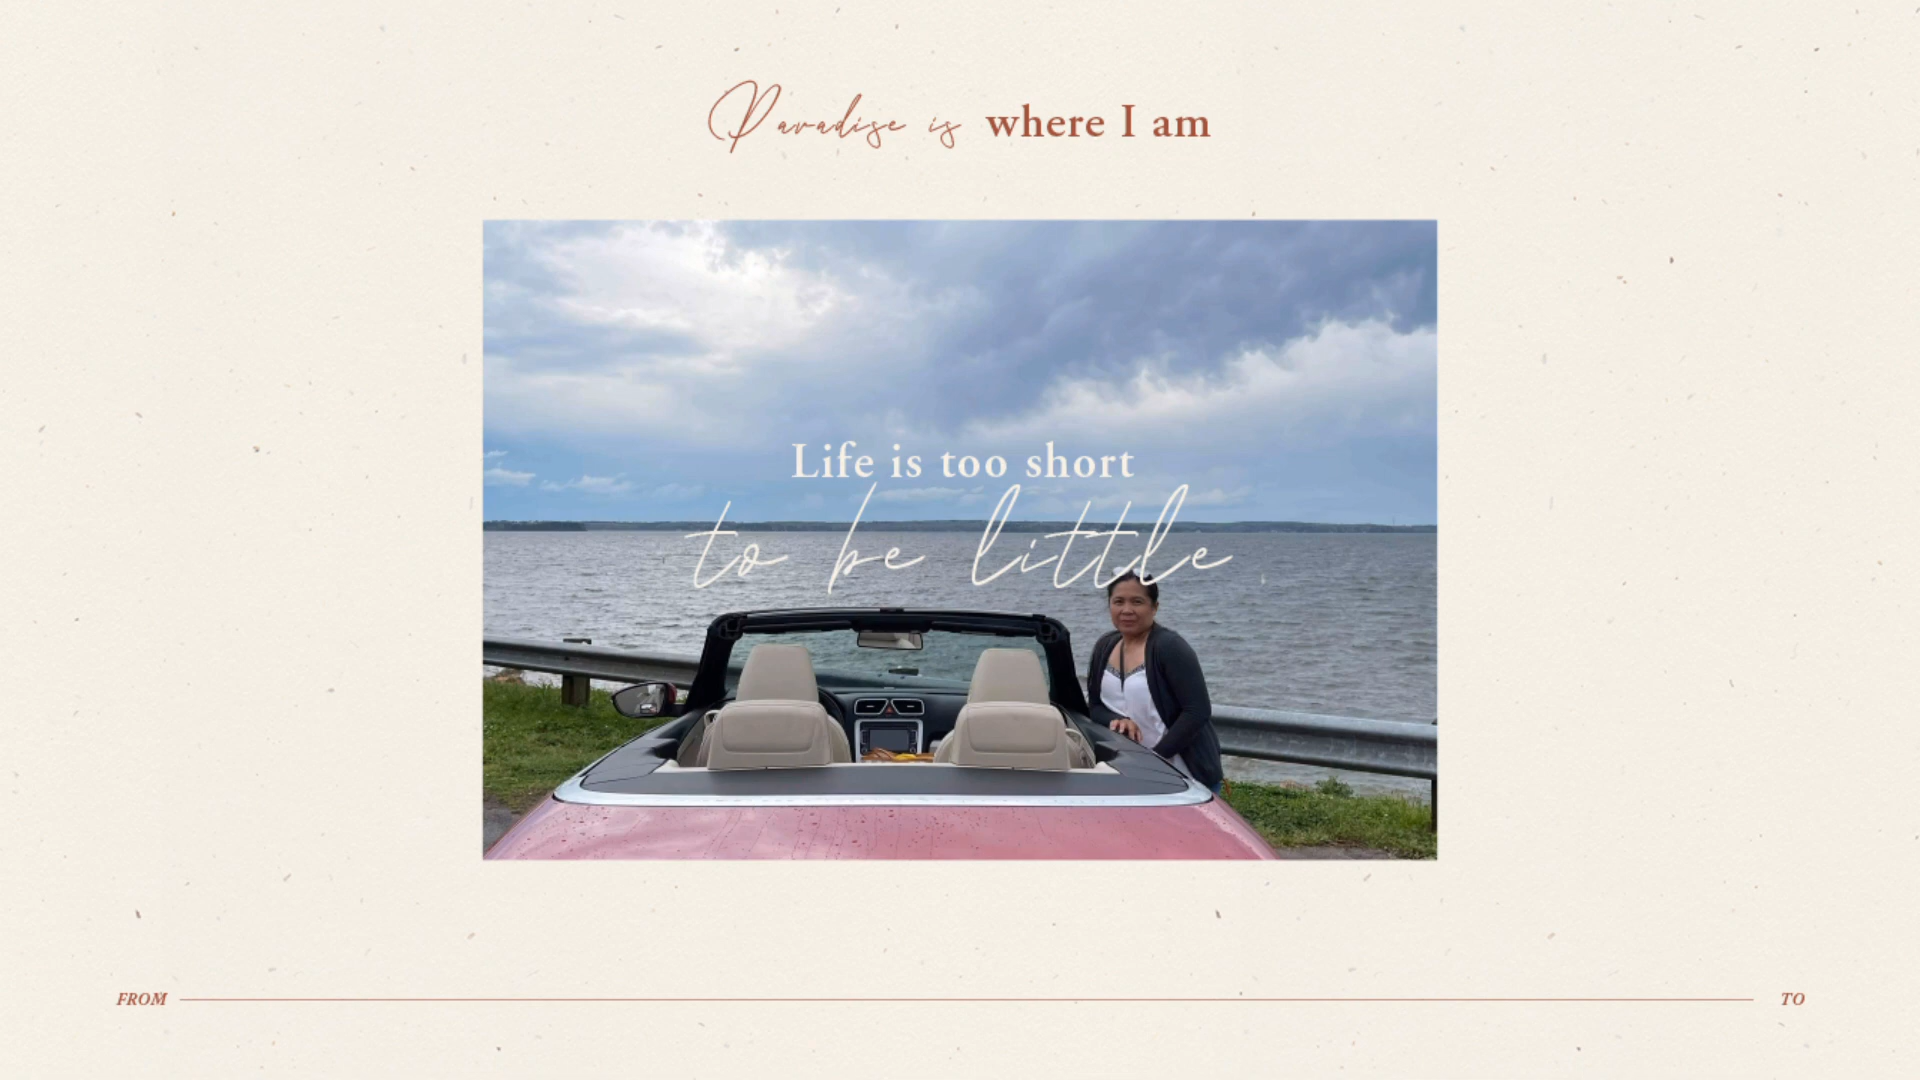 Paradise is where I am
Life is too short
to be little
FROM
TO